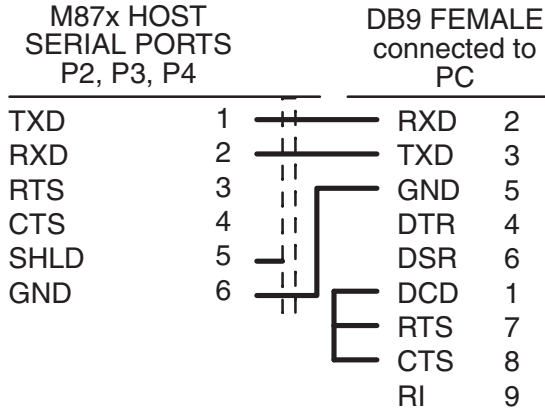 M87x HOST
SERIAL PORTS
P2, P3, P4
DB9 FEMALE
connected to
PC
TXD 1 RXD 2
RXD 2 TXD 3
RTS 3 GND 5
CTS 4 DTR 4
SHLD 5 DSR 6
GND 6 DCD 1
RTS 7
CTS 8
RI 9